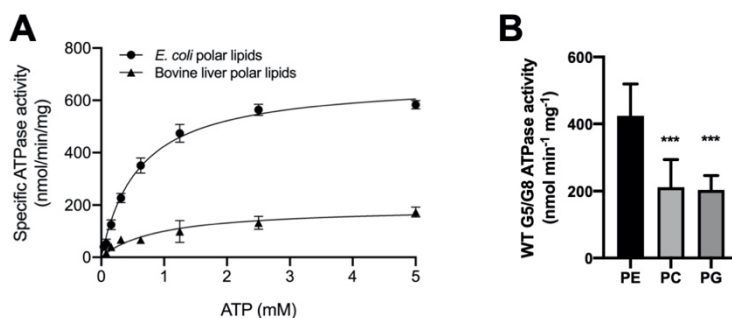 A
E. coli polar lipids
Bovine liver polar lipids
Specific ATPase activity
(nmol/min/mg)
800
600
400
200
0
0
1
2
3
4
5
ATP (mM)
B
WT G5/G8 ATPase activity
(nmol min⁻¹ mg⁻¹)
600
400
200
0
***
***
PE
PC
PG